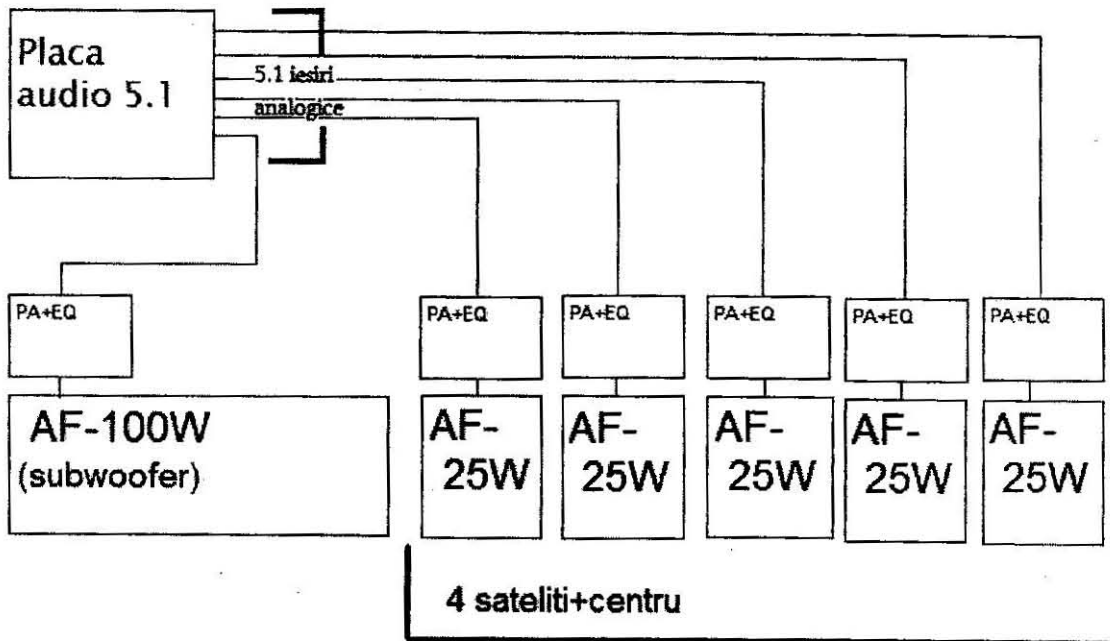 Placa
audio 5.1
5.1 iesiri
analogice
PA+EQ
PA+EQ
PA+EQ
PA+EQ
PA+EQ
PA+EQ
AF-100W
(subwoofer)
AF-
25W
AF-
25W
AF-
25W
AF-
25W
AF-
25W
4 sateliti+centru